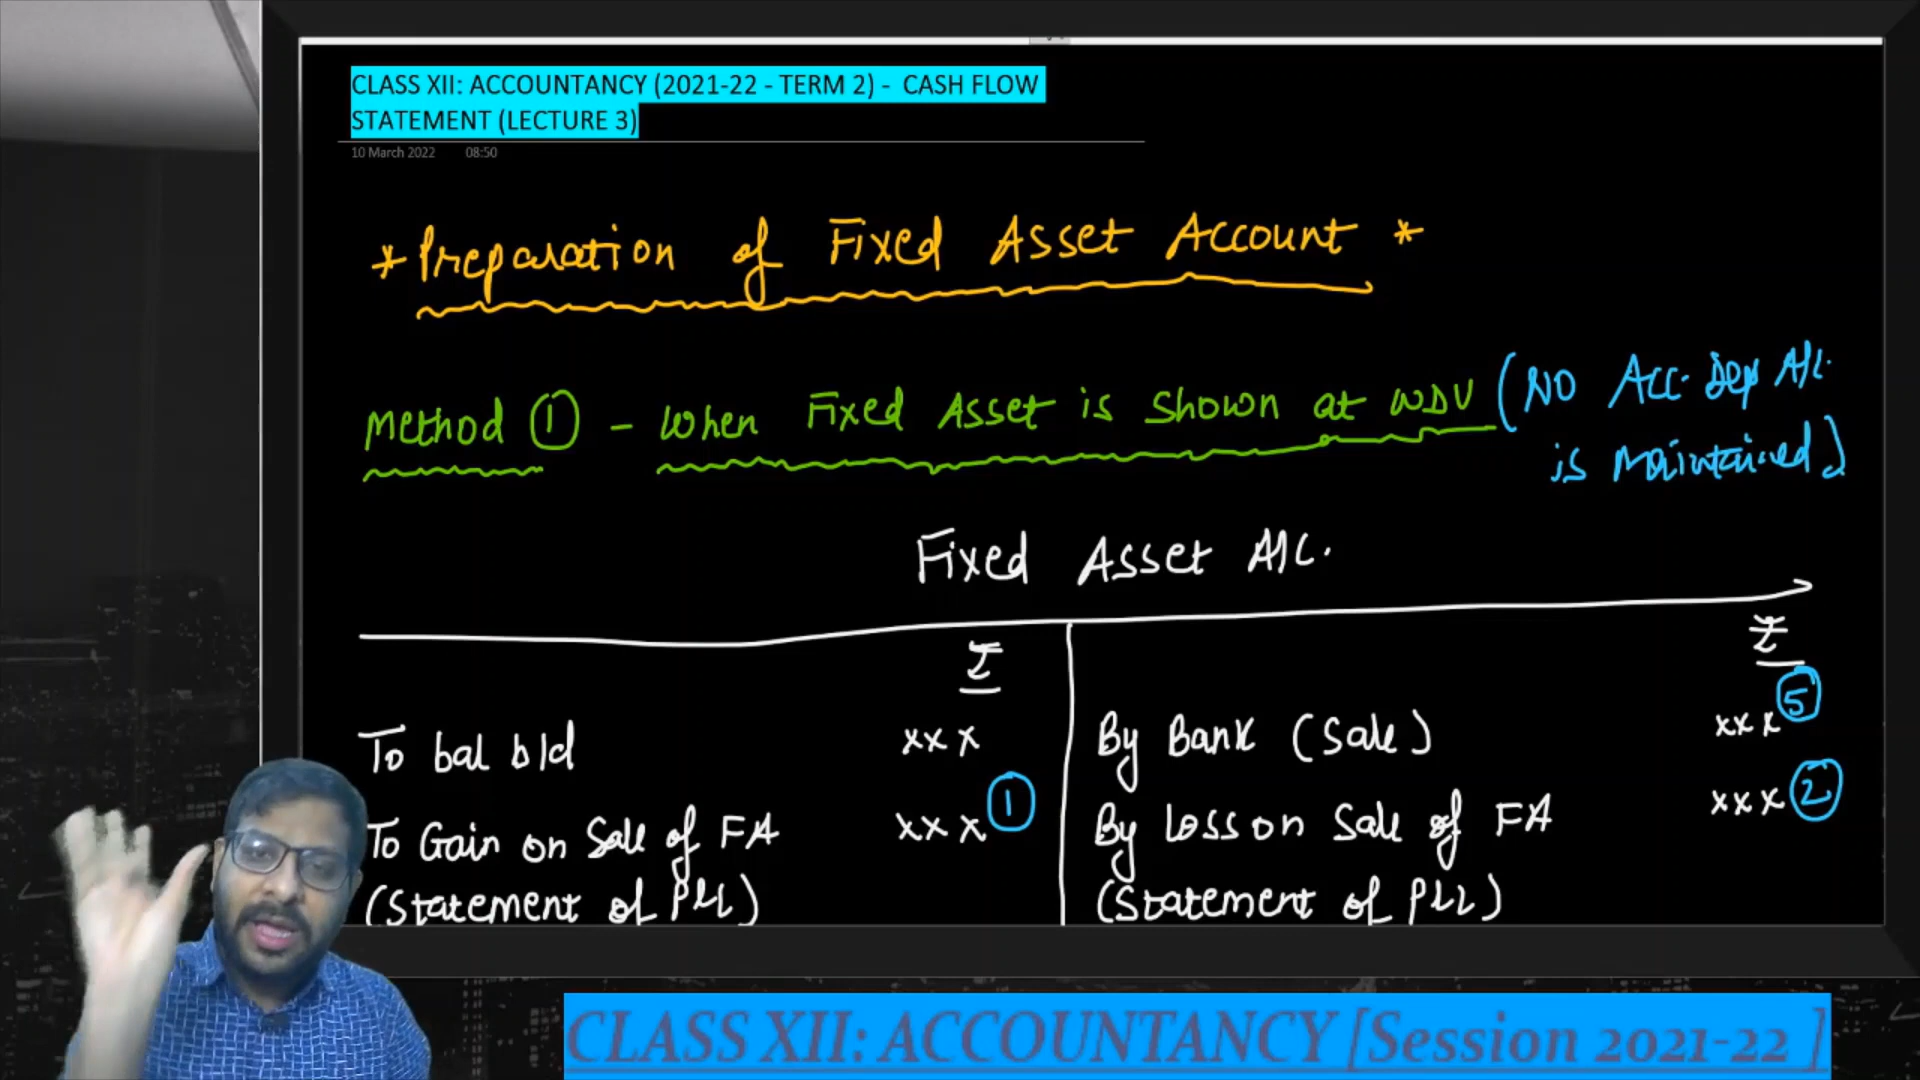 CLASS XII: ACCOUNTANCY (2021-22 - TERM 2) - CASH FLOW
STATEMENT (LECTURE 3)
10 March 2022 08:50
* Preparation of Fixed Asset Account *
Method ① - When Fixed Asset is Shown at WDV (NO Acc. Dep A/c.
is Maintained)
Fixed Asset A/c.
₹ ₹
To bal b/d xxx By Bank (Sale) xxx ⑤
To Gain on Sale of FA xxx ① By Loss on Sale of FA xxx ②
(Statement of P&L) (Statement of P&L)
CLASS XII: ACCOUNTANCY [Session 2021-22 ]